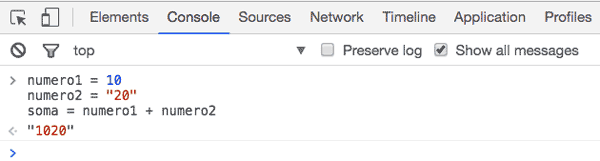 Elements Console Sources Network Timeline Application Profiles
top Preserve log Show all messages
> numero1 = 10
numero2 = "20"
soma = numero1 + numero2
"1020"
>